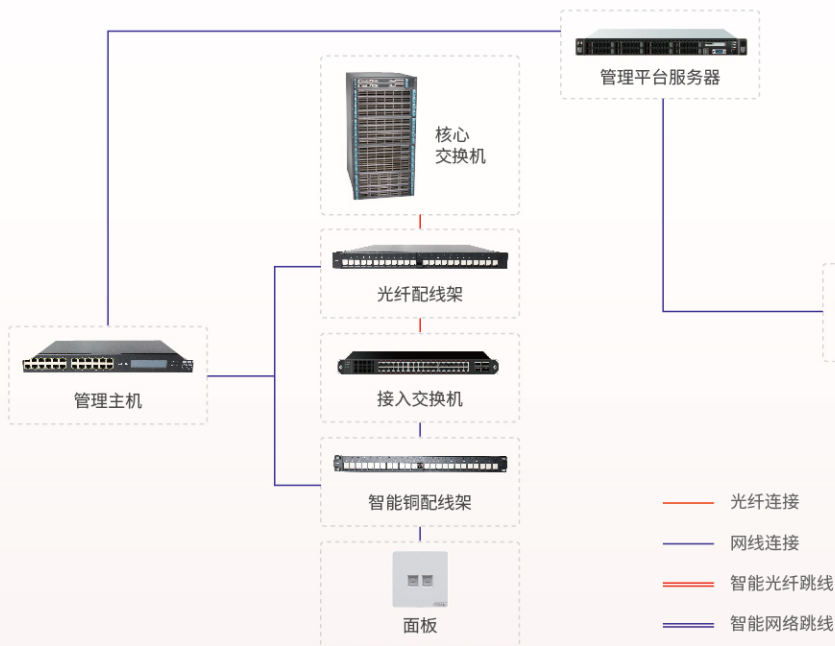 管理平台服务器
核心
交换机
光纤配线架
管理主机
接入交换机
智能铜配线架
面板
光纤连接
网线连接
智能光纤跳线
智能网络跳线